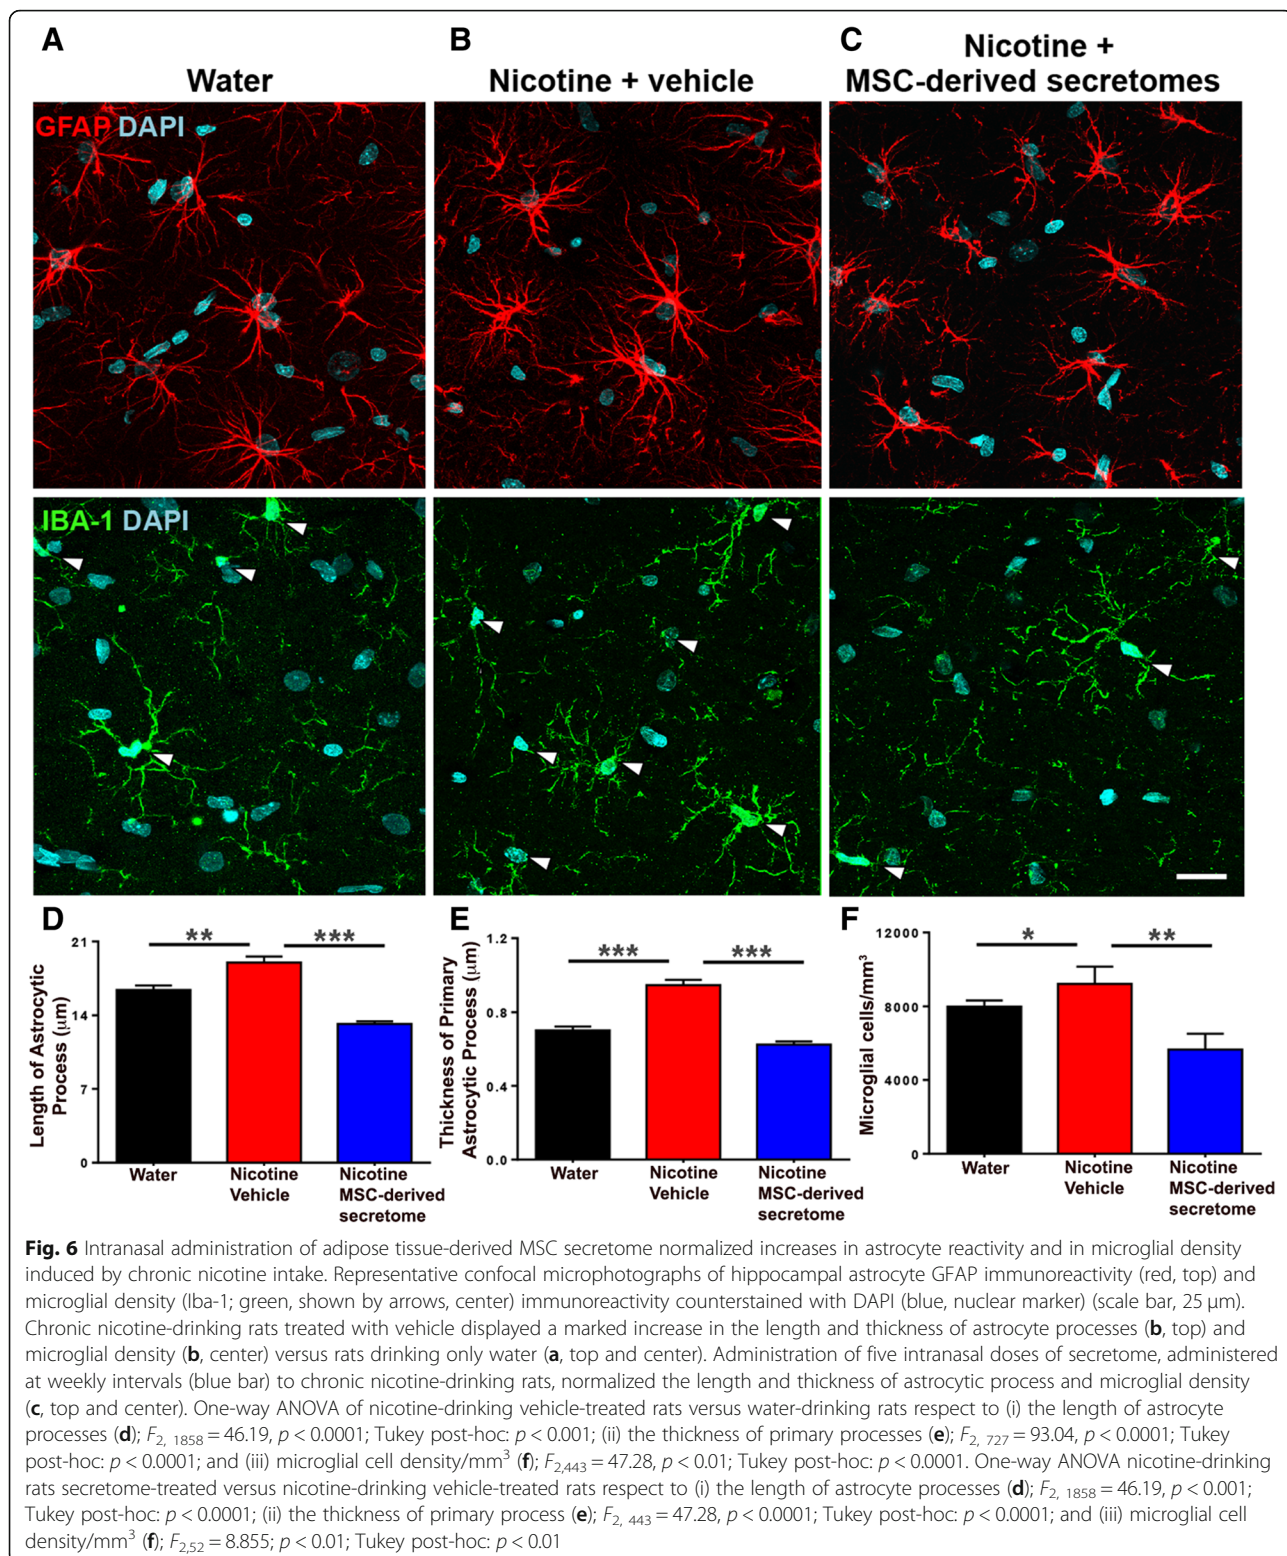 A
Water
B
Nicotine + vehicle
C
Nicotine +
MSC-derived secretomes
GFAP DAPI
IBA-1 DAPI
D
Length of Astrocytic
Process (μm)
21
14
7
0
**
***
Water
Nicotine
Vehicle
Nicotine
MSC-derived
secretome
E
Thickness of Primary
Astrocytic Process (μm)
1.2
0.8
0.4
0.0
***
***
Water
Nicotine
Vehicle
Nicotine
MSC-derived
secretome
F
Microglial cells/mm³
12000
8000
4000
0
*
**
Water
Nicotine
Vehicle
Nicotine
MSC-derived
secretome
Fig. 6 Intranasal administration of adipose tissue-derived MSC secretome normalized increases in astrocyte reactivity and in microglial density
induced by chronic nicotine intake. Representative confocal microphotographs of hippocampal astrocyte GFAP immunoreactivity (red, top) and
microglial density (Iba-1; green, shown by arrows, center) immunoreactivity counterstained with DAPI (blue, nuclear marker) (scale bar, 25 μm).
Chronic nicotine-drinking rats treated with vehicle displayed a marked increase in the length and thickness of astrocyte processes (b, top) and
microglial density (b, center) versus rats drinking only water (a, top and center). Administration of five intranasal doses of secretome, administered
at weekly intervals (blue bar) to chronic nicotine-drinking rats, normalized the length and thickness of astrocytic process and microglial density
(c, top and center). One-way ANOVA of nicotine-drinking vehicle-treated rats versus water-drinking rats respect to (i) the length of astrocyte
processes (d); F2, 1858 = 46.19, p < 0.0001; Tukey post-hoc: p < 0.001; (ii) the thickness of primary processes (e); F2, 727 = 93.04, p < 0.0001; Tukey
post-hoc: p < 0.0001; and (iii) microglial cell density/mm³ (f); F2,443 = 47.28, p < 0.01; Tukey post-hoc: p < 0.0001. One-way ANOVA nicotine-drinking
rats secretome-treated versus nicotine-drinking vehicle-treated rats respect to (i) the length of astrocyte processes (d); F2, 1858 = 46.19, p < 0.001;
Tukey post-hoc: p < 0.0001; (ii) the thickness of primary process (e); F2, 443 = 47.28, p < 0.0001; Tukey post-hoc: p < 0.0001; and (iii) microglial cell
density/mm³ (f); F2,52 = 8.855; p < 0.01; Tukey post-hoc: p < 0.01